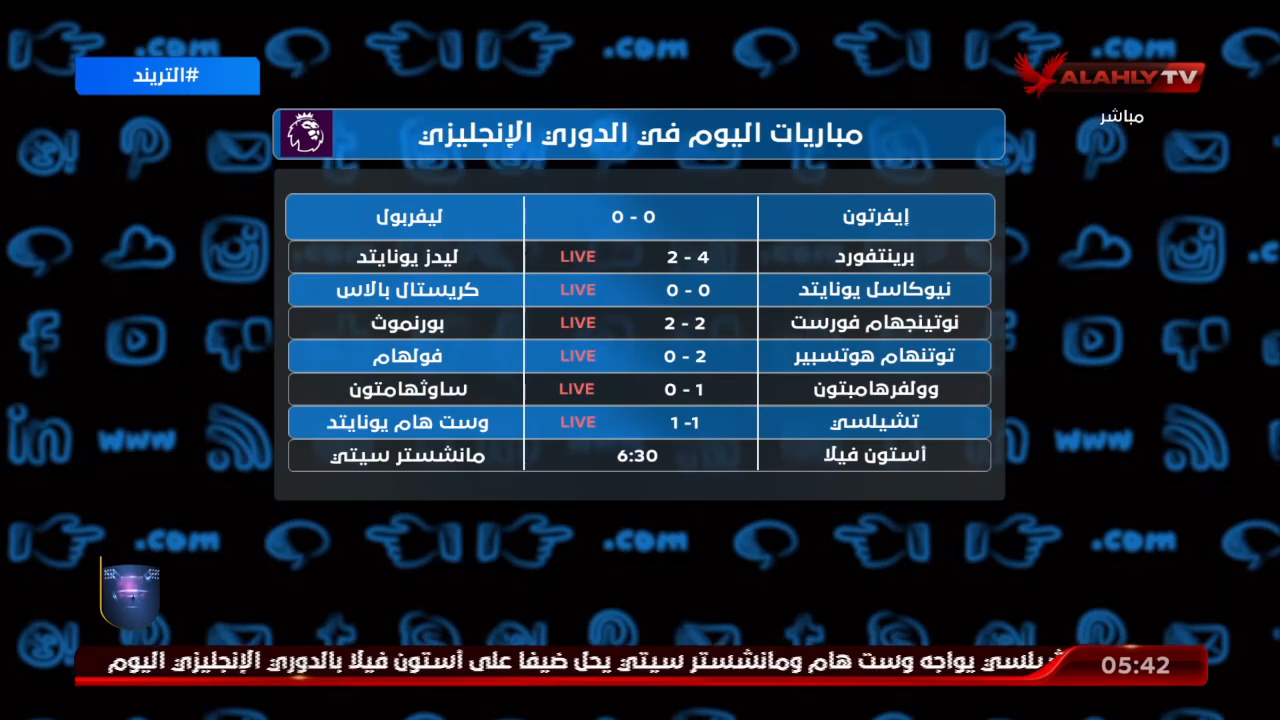 #التريند
ALAHLY TV
مباشر
مباريات اليوم في الدوري الإنجليزي
إيفرتون 0 - 0 ليفربول
برينتفورد 2 - 4 LIVE ليدز يونايتد
نيوكاسل يونايتد 0 - 0 LIVE كريستال بالاس
نوتينجهام فورست 2 - 2 LIVE بورنموث
توتنهام هوتسبير 0 - 2 LIVE فولهام
وولفرهامبتون 0 - 1 LIVE ساوثهامتون
تشيلسي 1 -1 LIVE وست هام يونايتد
أستون فيلا 6:30 مانشستر سيتي
يواجه وست هام ومانشستر سيتي يحل ضيفا على أستون فيلا بالدوري الإنجليزي اليوم
05:42